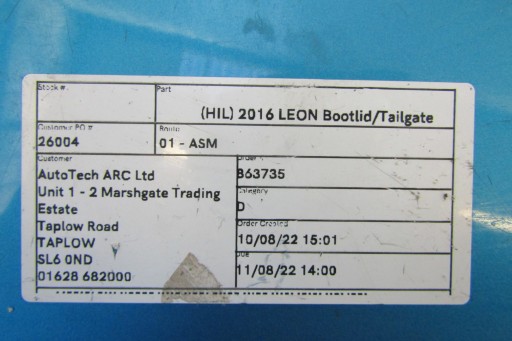 Stock #:
Part
(HIL) 2016 LEON Bootlid/Tailgate
Customer PO #
26004
Route
01 - ASM
Customer
AutoTech ARC Ltd
Unit 1 - 2 Marshgate Trading
Estate
Taplow Road
TAPLOW
SL6 0ND
01628 682000
Order
863735
Category
D
Order Created
10/08/22 15:01
Due
11/08/22 14:00